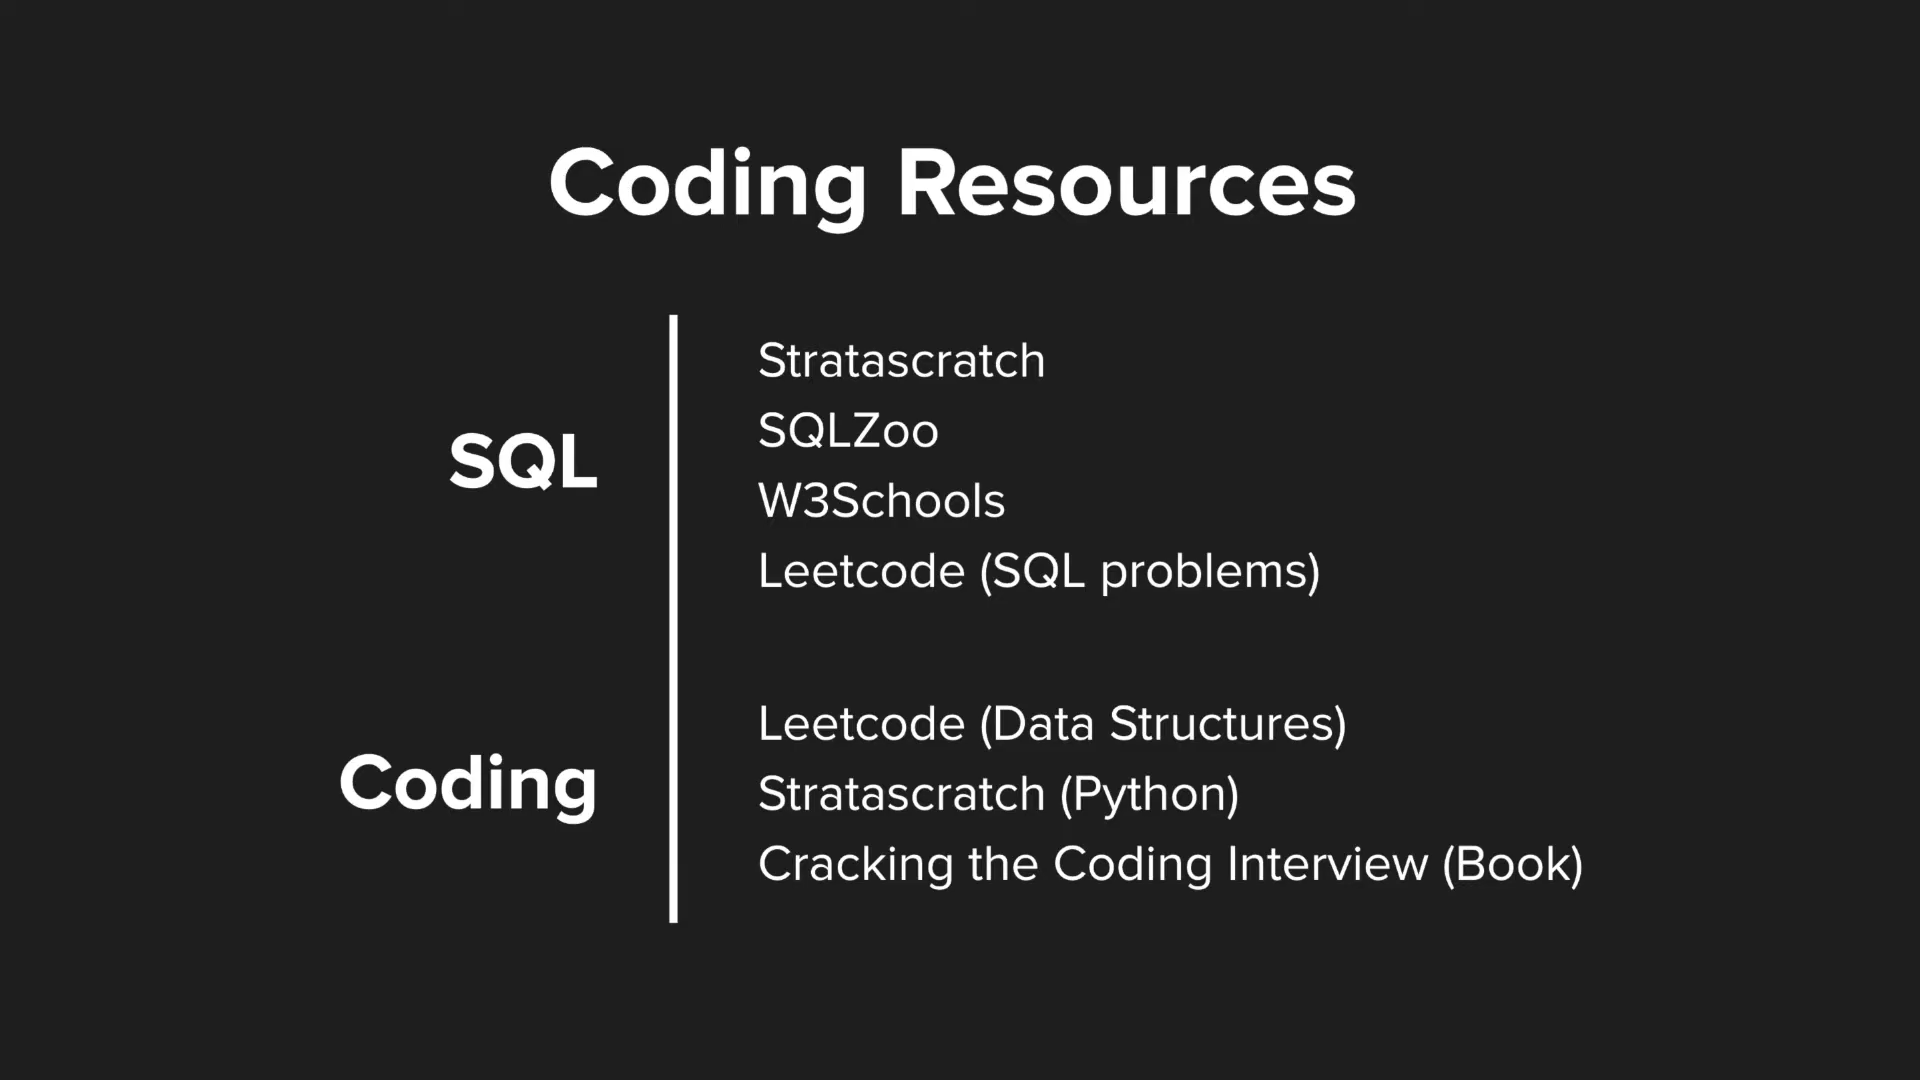 Coding Resources
SQL
Stratascratch
SQLZoo
W3Schools
Leetcode (SQL problems)
Coding
Leetcode (Data Structures)
Stratascratch (Python)
Cracking the Coding Interview (Book)